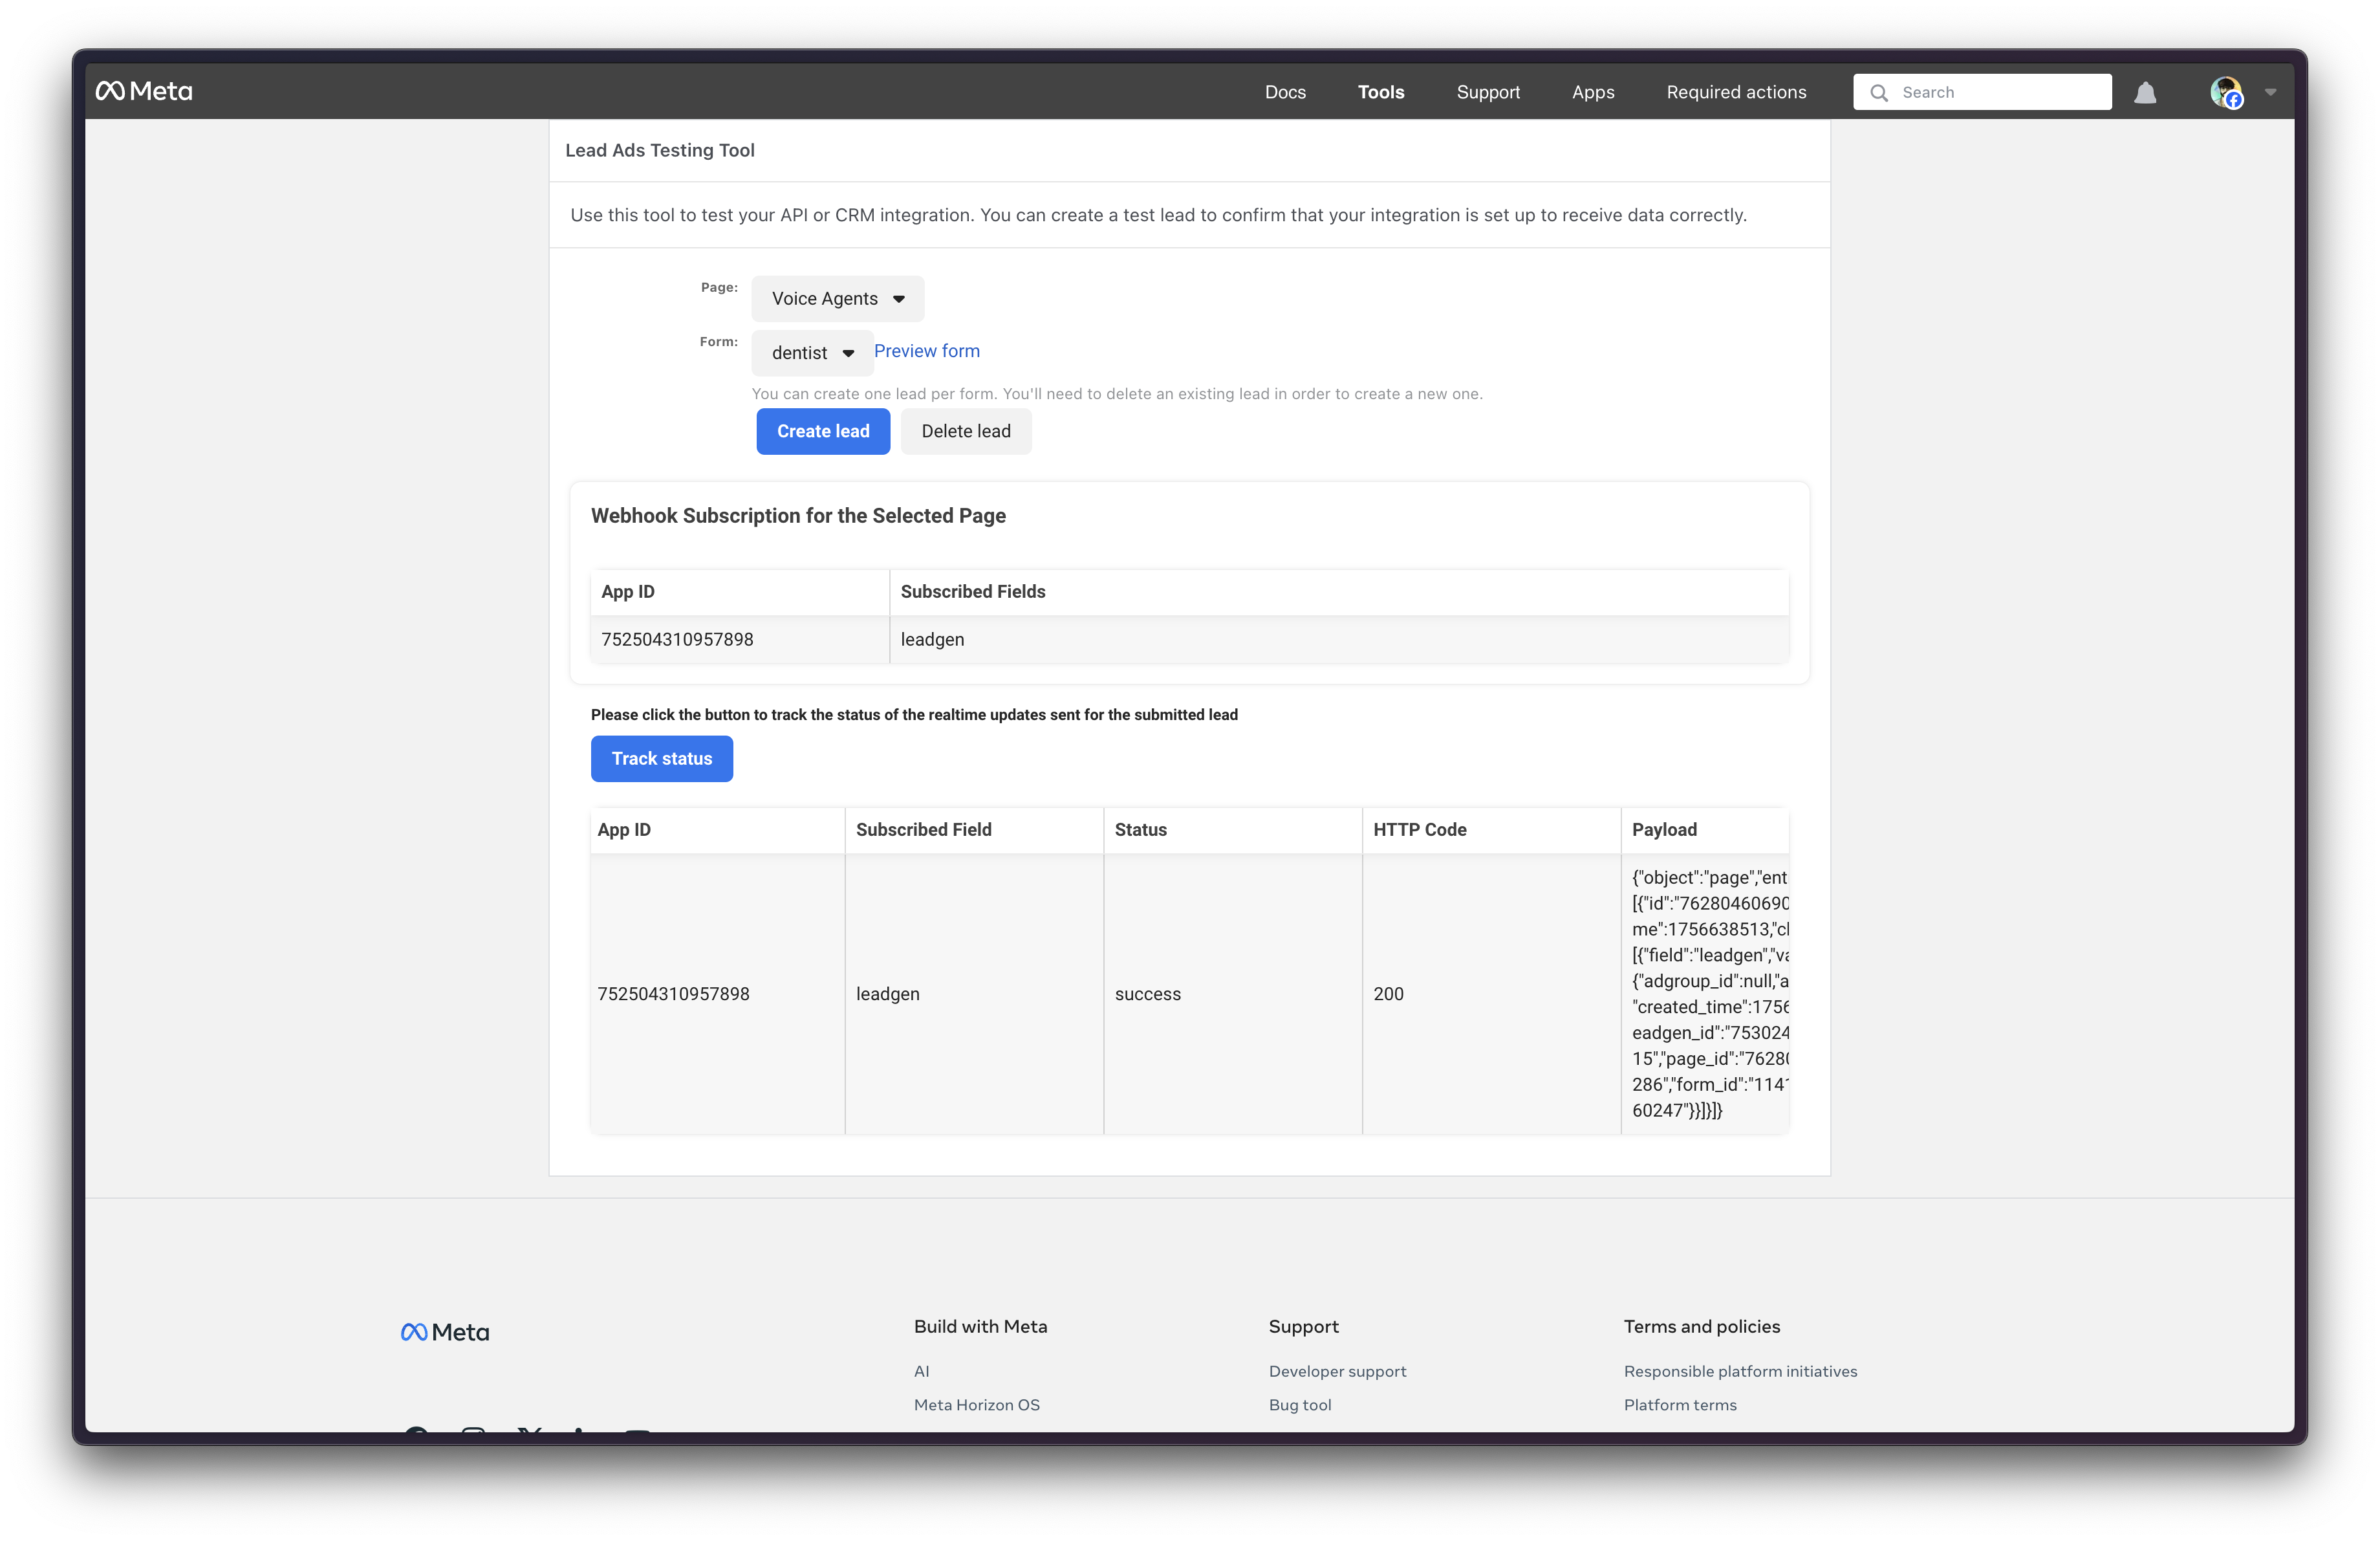 Meta
Docs Tools Support Apps Required actions Search
Lead Ads Testing Tool
Use this tool to test your API or CRM integration. You can create a test lead to confirm that your integration is set up to receive data correctly.
Page: Voice Agents
Form: dentist Preview form
You can create one lead per form. You'll need to delete an existing lead in order to create a new one.
Create lead Delete lead
Webhook Subscription for the Selected Page
App ID Subscribed Fields
752504310957898 leadgen
Please click the button to track the status of the realtime updates sent for the submitted lead
Track status
App ID Subscribed Field Status HTTP Code Payload
752504310957898 leadgen success 200
{"object":"page","ent
[{"id":"76280460690
me":1756638513,"cl
[{"field":"leadgen","va
{"adgroup_id":null,"a
"created_time":1756
eadgen_id":"753024
15","page_id":"7628
286","form_id":"114
60247"}}]}]}
Meta
Build with Meta Support Terms and policies
AI Developer support Responsible platform initiatives
Meta Horizon OS Bug tool Platform terms